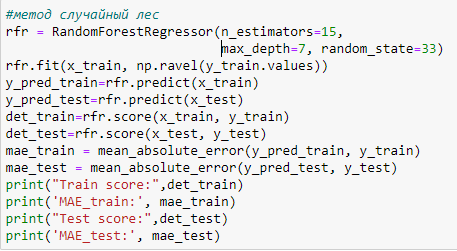 #метод случайный лес
rfr = RandomForestRegressor(n_estimators=15,
max_depth=7, random_state=33)
rfr.fit(x_train, np.ravel(y_train.values))
y_pred_train=rfr.predict(x_train)
y_pred_test=rfr.predict(x_test)
det_train=rfr.score(x_train, y_train)
det_test=rfr.score(x_test, y_test)
mae_train = mean_absolute_error(y_pred_train, y_train)
mae_test = mean_absolute_error(y_pred_test, y_test)
print("Train score:",det_train)
print('MAE_train:', mae_train)
print("Test score:",det_test)
print('MAE_test:', mae_test)